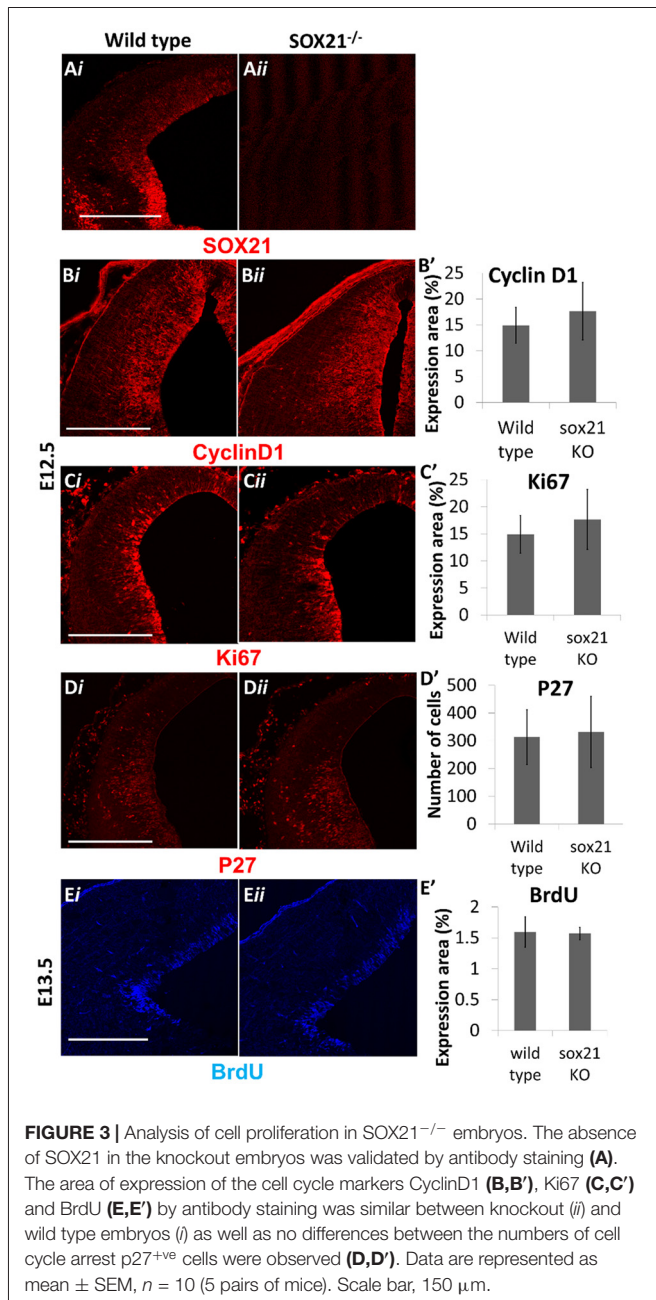 Wild type SOX21-/-
Ai Aii
SOX21
Bi Bii
CyclinD1
Ci Cii
Ki67
Di Dii
P27
E12.5
Ei Eii
BrdU
E13.5
B′ Cyclin D1
Expression area (%)
25
20
15
10
5
0
Wild type
sox21 KO
C′ Ki67
Expression area (%)
25
20
15
10
5
0
Wild type
sox21 KO
D′ P27
Number of cells
500
400
300
200
100
0
Wild type
sox21 KO
E′ BrdU
Expression area (%)
2
1.5
1
0.5
0
wild type
sox21 KO
FIGURE 3 | Analysis of cell proliferation in SOX21−/− embryos. The absence
of SOX21 in the knockout embryos was validated by antibody staining (A).
The area of expression of the cell cycle markers CyclinD1 (B,B′), Ki67 (C,C′)
and BrdU (E,E′) by antibody staining was similar between knockout (ii) and
wild type embryos (i) as well as no differences between the numbers of cell
cycle arrest p27+ve cells were observed (D,D′). Data are represented as
mean ± SEM, n = 10 (5 pairs of mice). Scale bar, 150 μm.